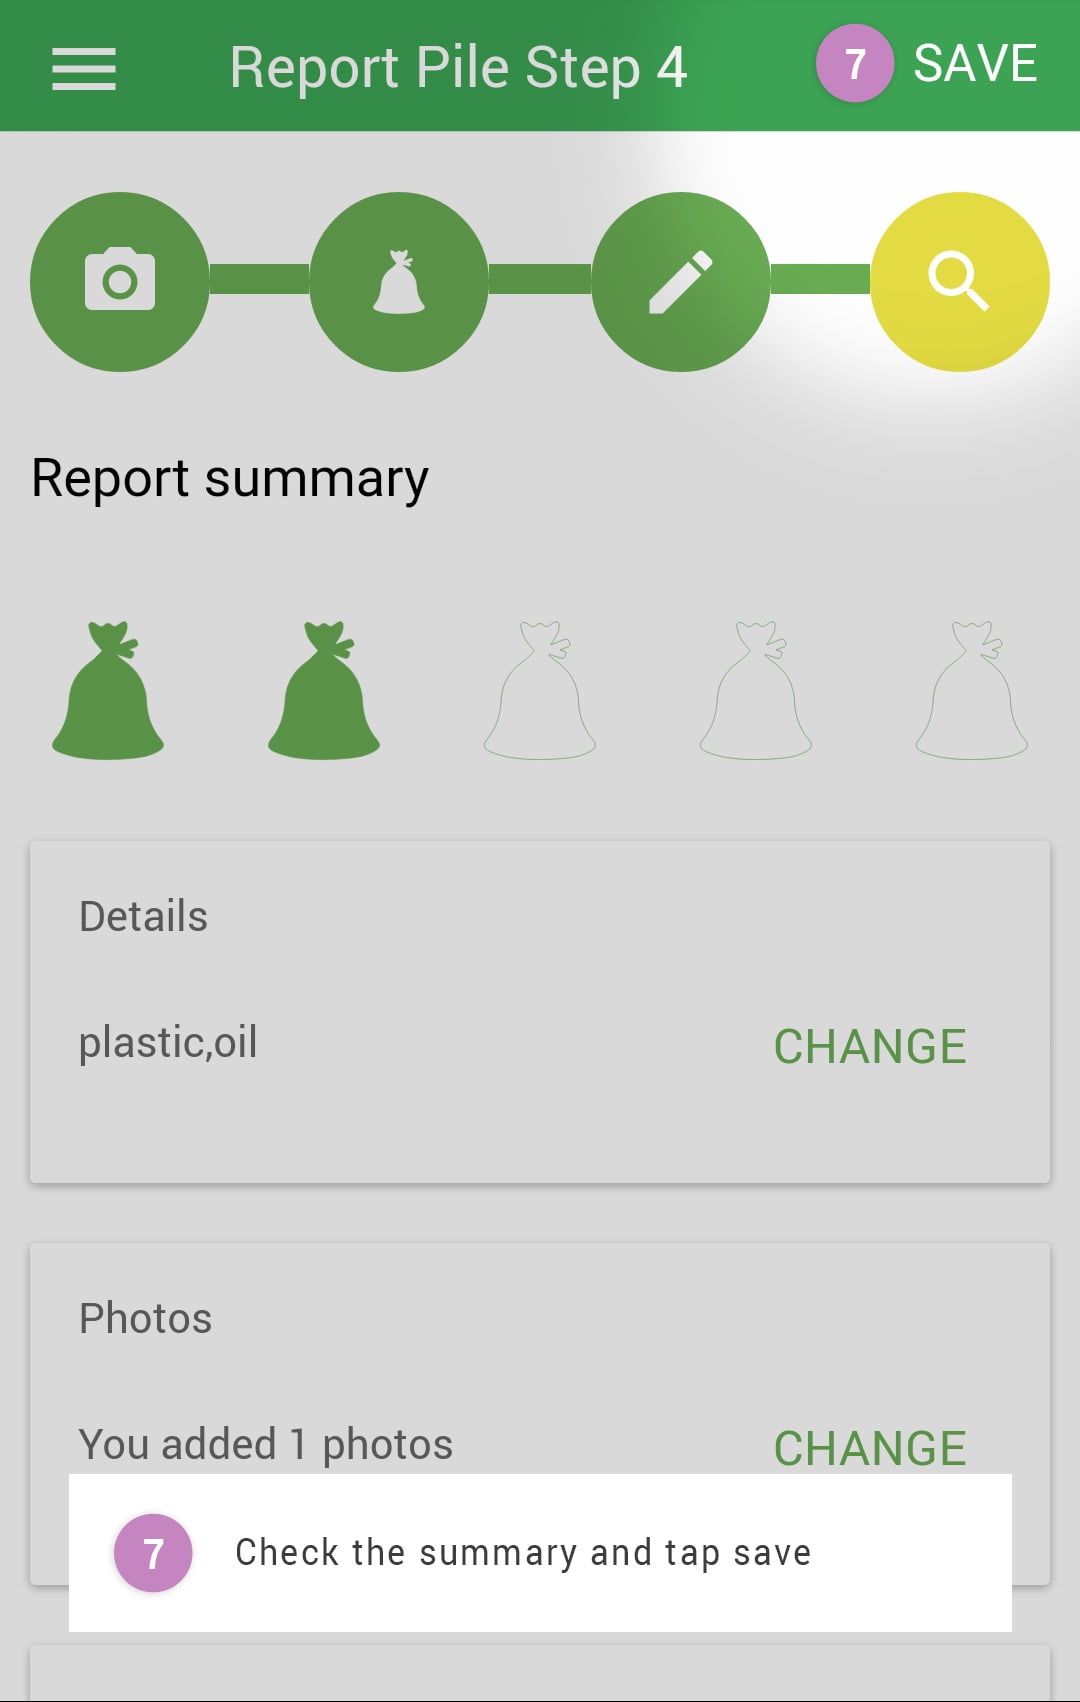 Report Pile Step 4
7 SAVE
Report summary
Details
plastic,oil
CHANGE
Photos
You added 1 photos
CHANGE
7 Check the summary and tap save